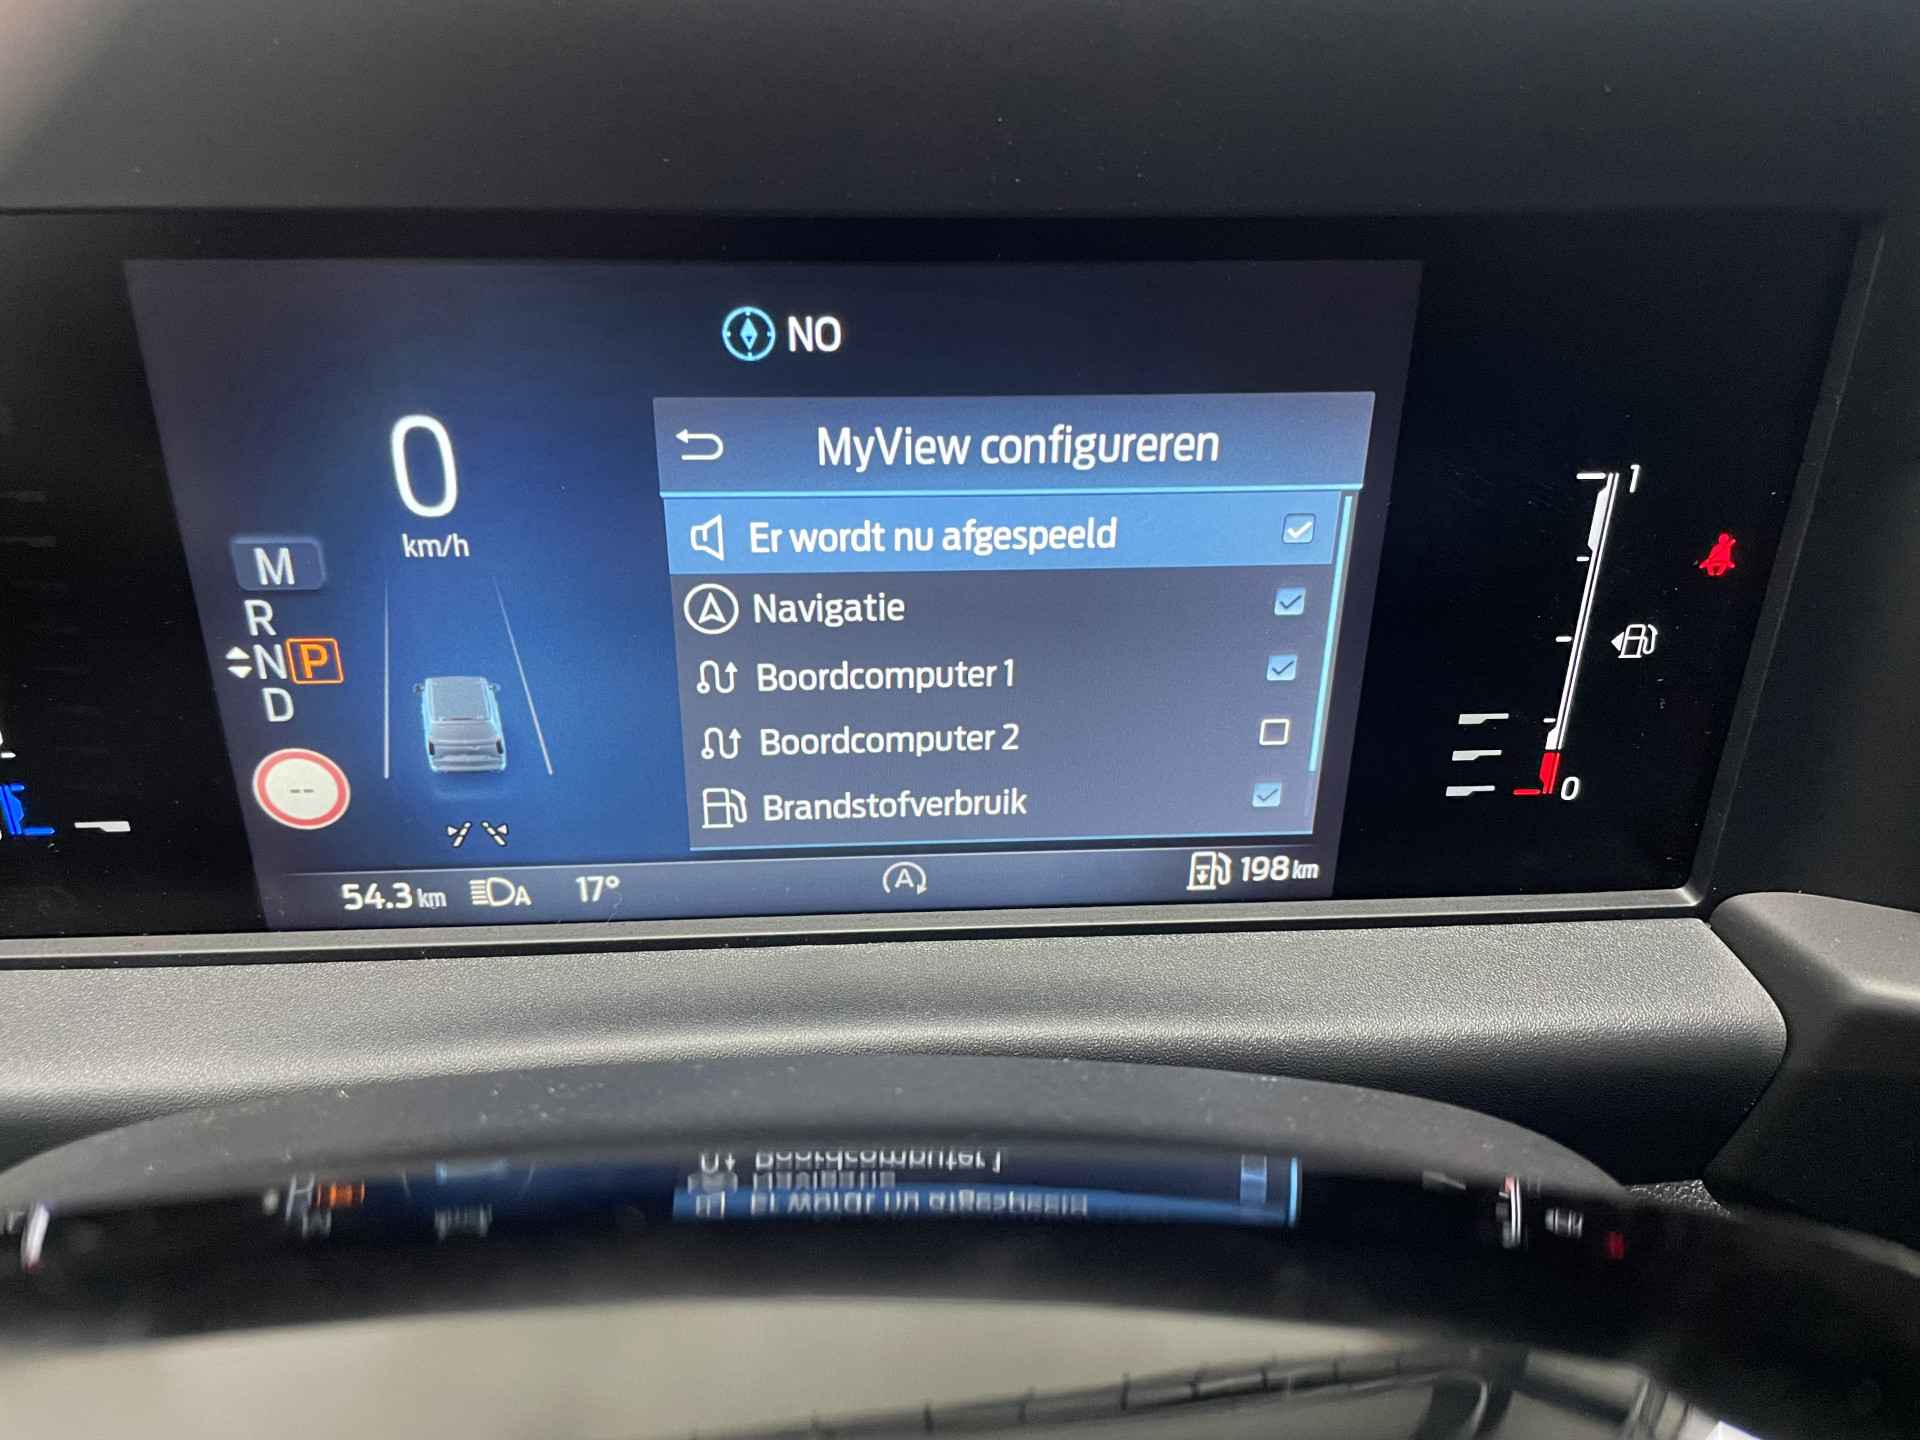 NO
0
km/h
MyView configureren
Er wordt nu afgespeeld
Navigatie
Boordcomputer 1
Boordcomputer 2
Brandstofverbruik
M
R
N P
D
--
54.3 km
A
17°
A
198 km
1
0